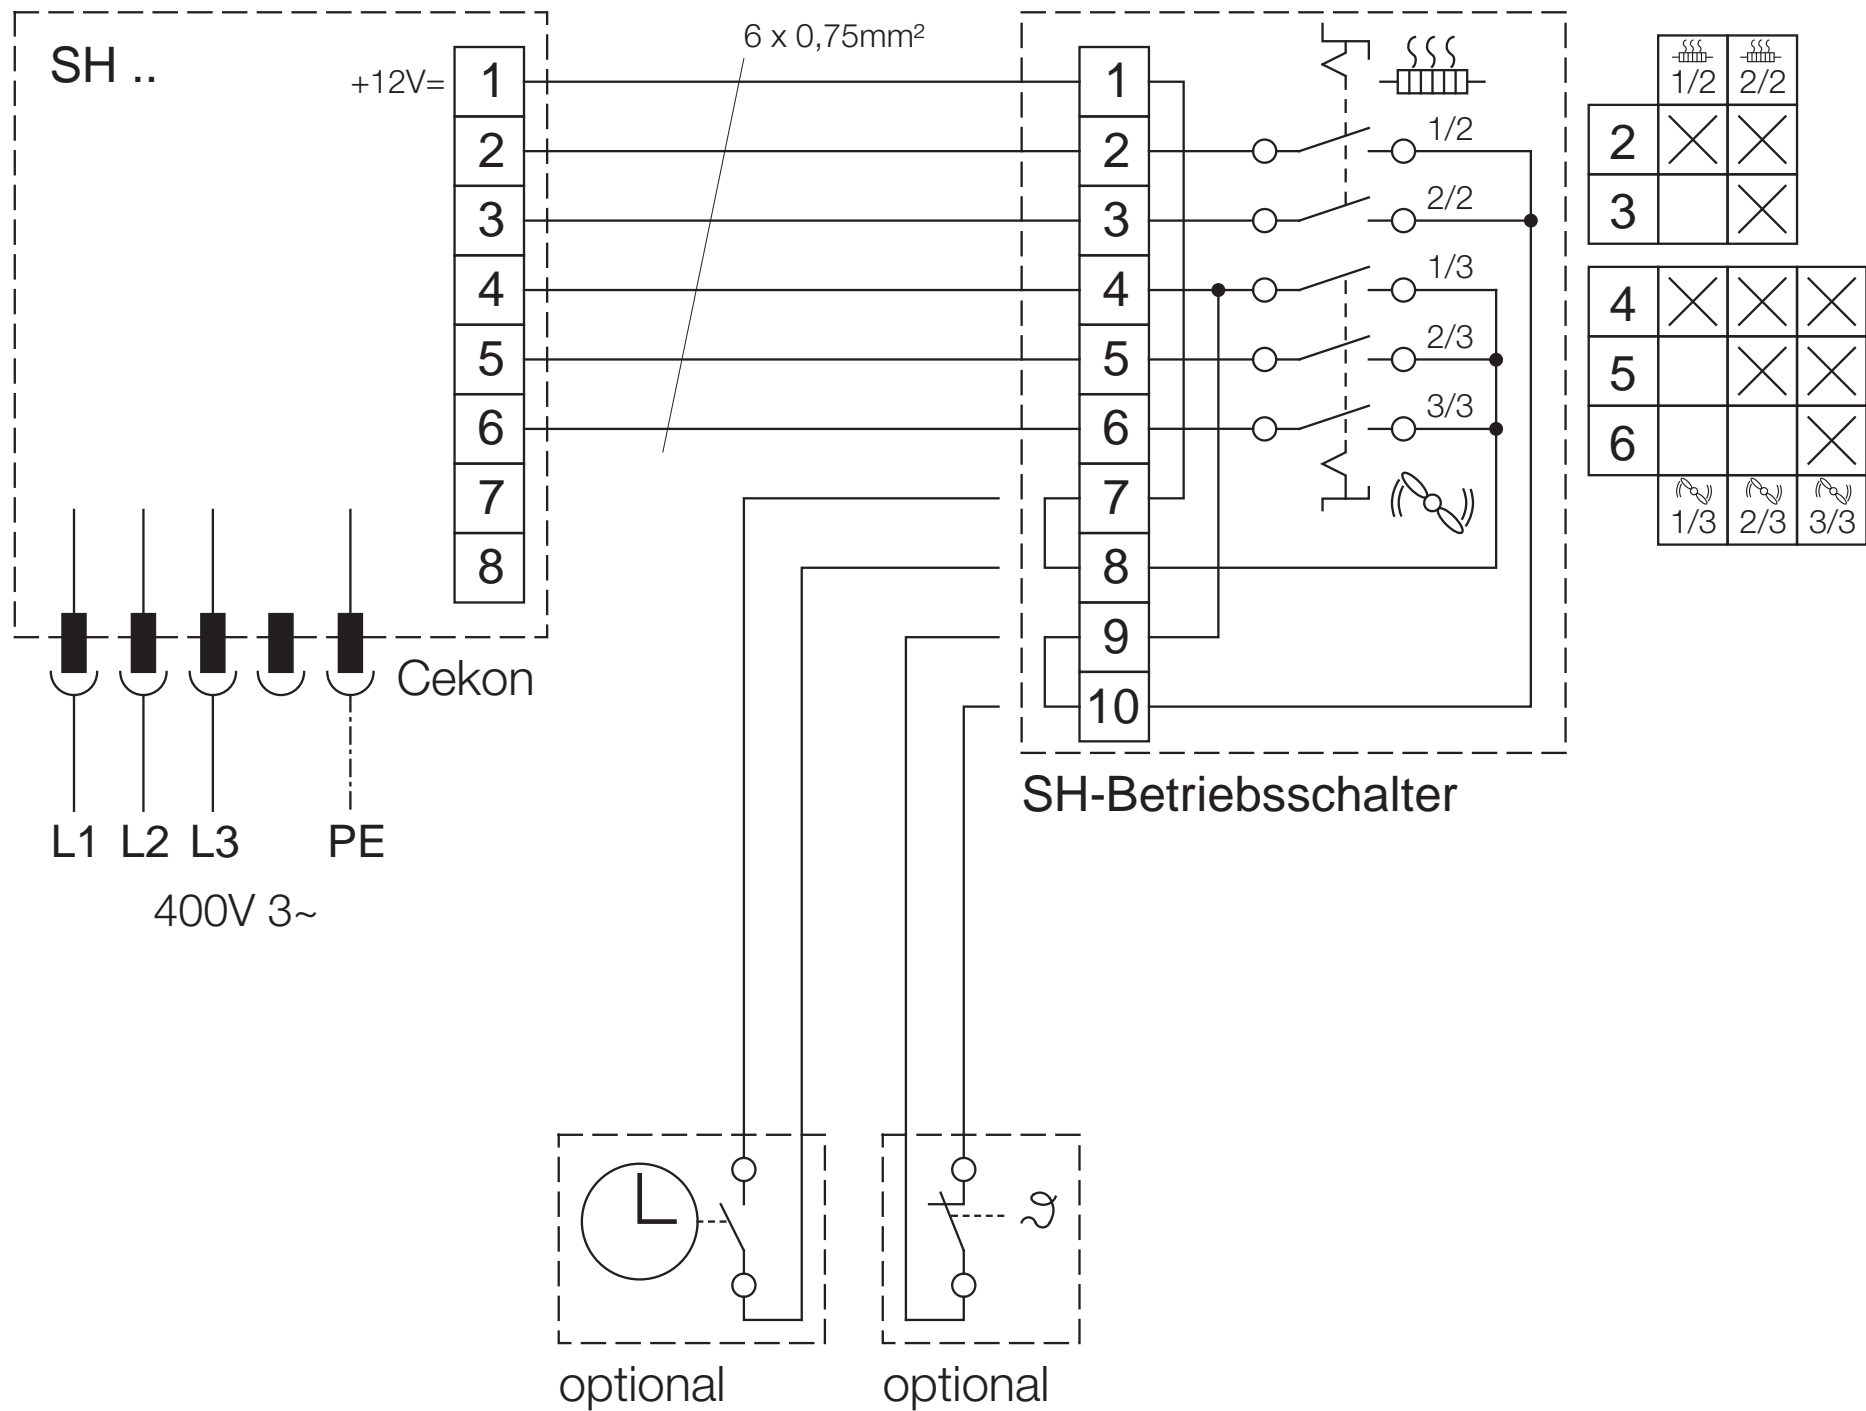 SH ..
+12V=
1
2
3
4
5
6
7
8
6 x 0,75mm²
1
2
3
4
5
6
7
8
9
10
1/2
2/2
1/3
2/3
3/3
SH-Betriebsschalter
1/2 2/2
2
3
4
5
6
1/3 2/3 3/3
Cekon
L1 L2 L3 PE
400V 3~
optional
optional